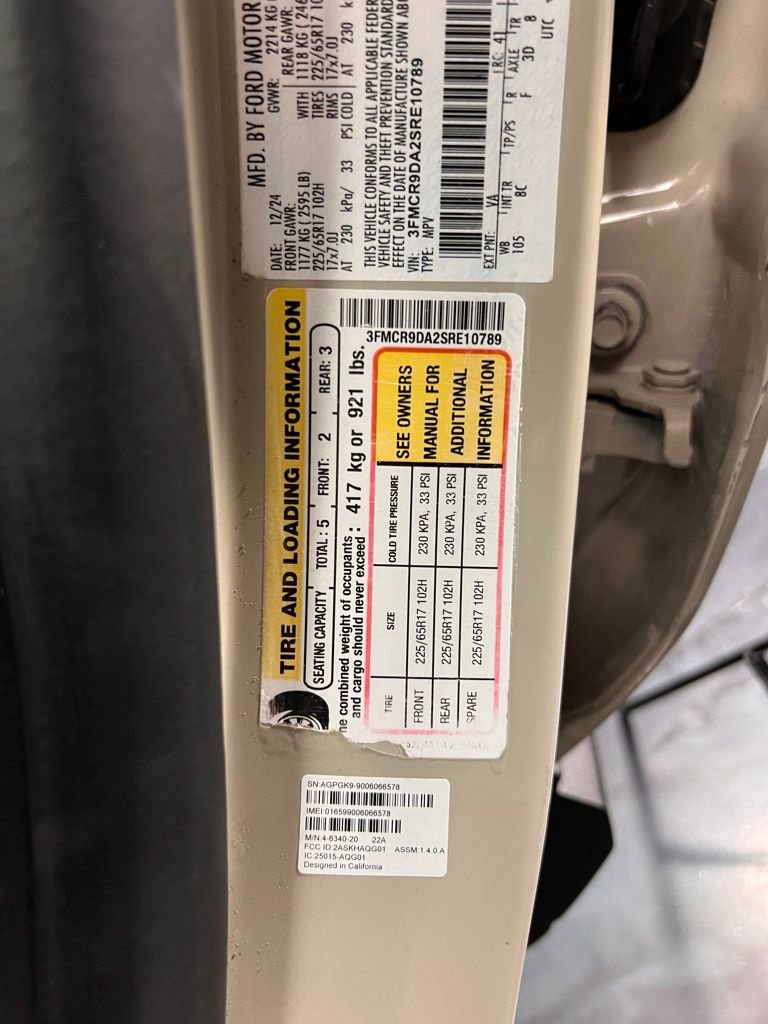 MFD. BY FORD MOTOR
DATE: 12/24
GVWR: 2214 KG
FRONT GAWR:
REAR GAWR:
1177 KG ( 2595 LB)
WITH
1118 KG ( 246
225/65R17 102H
TIRES
225/65R17 10
17x7.0J
RIMS
17x7.0J
AT 230 kPa/ 33 PSI COLD
AT 230 k
THIS VEHICLE CONFORMS TO ALL APPLICABLE FEDER
VEHICLE SAFETY AND THEFT PREVENTION STANDARD
EFFECT ON THE DATE OF MANUFACTURE SHOWN ABO
VIN: 3FMCR9DA2SRE10789
TYPE: MPV
EXT PNT: VA
RC: 41
WB
INT TR
TP/PS
R
AXLE
TR
105
8C
F
3D
8
UTC
TIRE AND LOADING INFORMATION
SEATING CAPACITY
TOTAL : 5
FRONT: 2
REAR: 3
he combined weight of occupants
and cargo should never exceed :
417 kg or 921 lbs.
3FMCR9DA2SRE10789
TIRE
SIZE
COLD TIRE PRESSURE
FRONT
225/65R17 102H
230 KPA, 33 PSI
REAR
225/65R17 102H
230 KPA, 33 PSI
SPARE
225/65R17 102H
230 KPA, 33 PSI
SEE OWNERS
MANUAL FOR
ADDITIONAL
INFORMATION
SN:AGPGK9-9006066578
IMEI:016599006066578
M/N:4-6340-20 22A
FCC ID:2ASKHAQG01 ASSM:1.4.0.A
IC:25015-AQG01
Designed in California